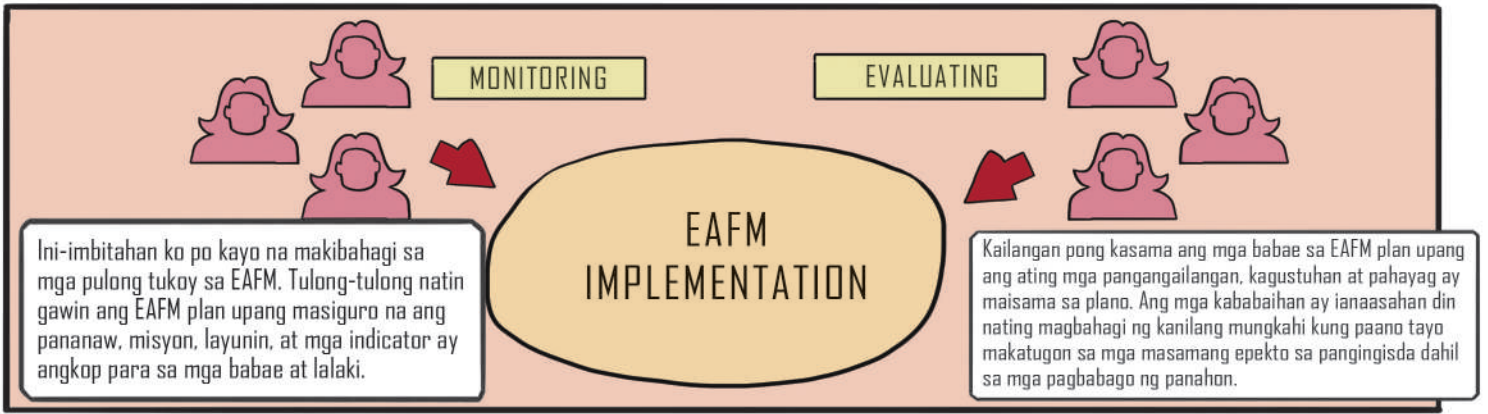 MONITORING
EVALUATING
EAFM
IMPLEMENTATION
Ini-imbitahan ko po kayo na makibahagi sa
mga pulong tukoy sa EAFM. Tulong-tulong natin
gawin ang EAFM plan upang masiguro na ang
pananaw, misyon, layunin, at mga indicator ay
angkop para sa mga babae at lalaki.
Kailangan pong kasama ang mga babae sa EAFM plan upang
ang ating mga pangangailangan, kagustuhan at pahayag ay
maisama sa plano. Ang mga kababaihan ay ianaasahan din
nating magbahagi ng kanilang mungkahi kung paano tayo
makatugon sa mga masamang epekto sa pangingisda dahil
sa mga pagbabago ng panahon.